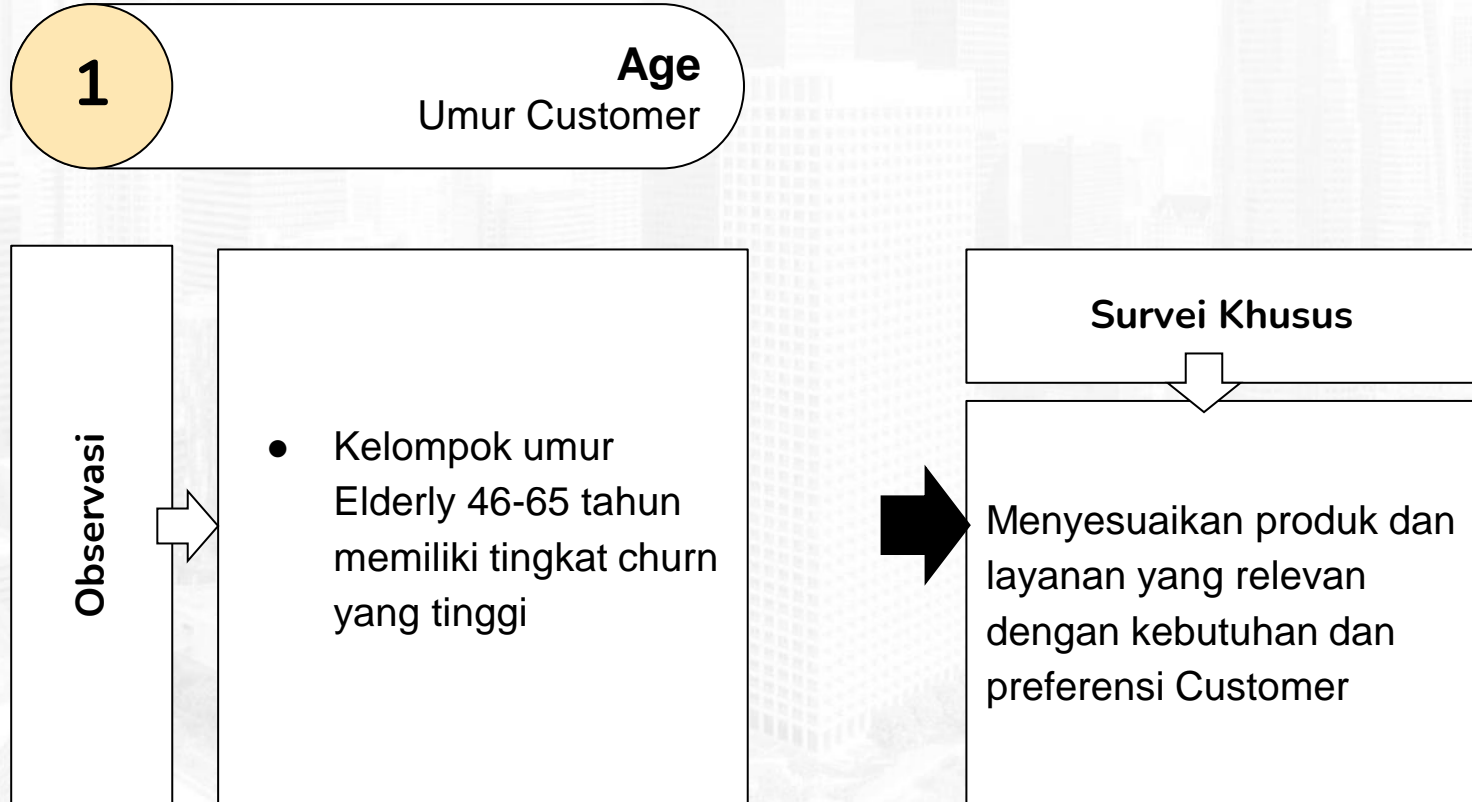 1
Age
Umur Customer
Observasi
● Kelompok umur
Elderly 46-65 tahun
memiliki tingkat churn
yang tinggi
Survei Khusus
Menyesuaikan produk dan
layanan yang relevan
dengan kebutuhan dan
preferensi Customer